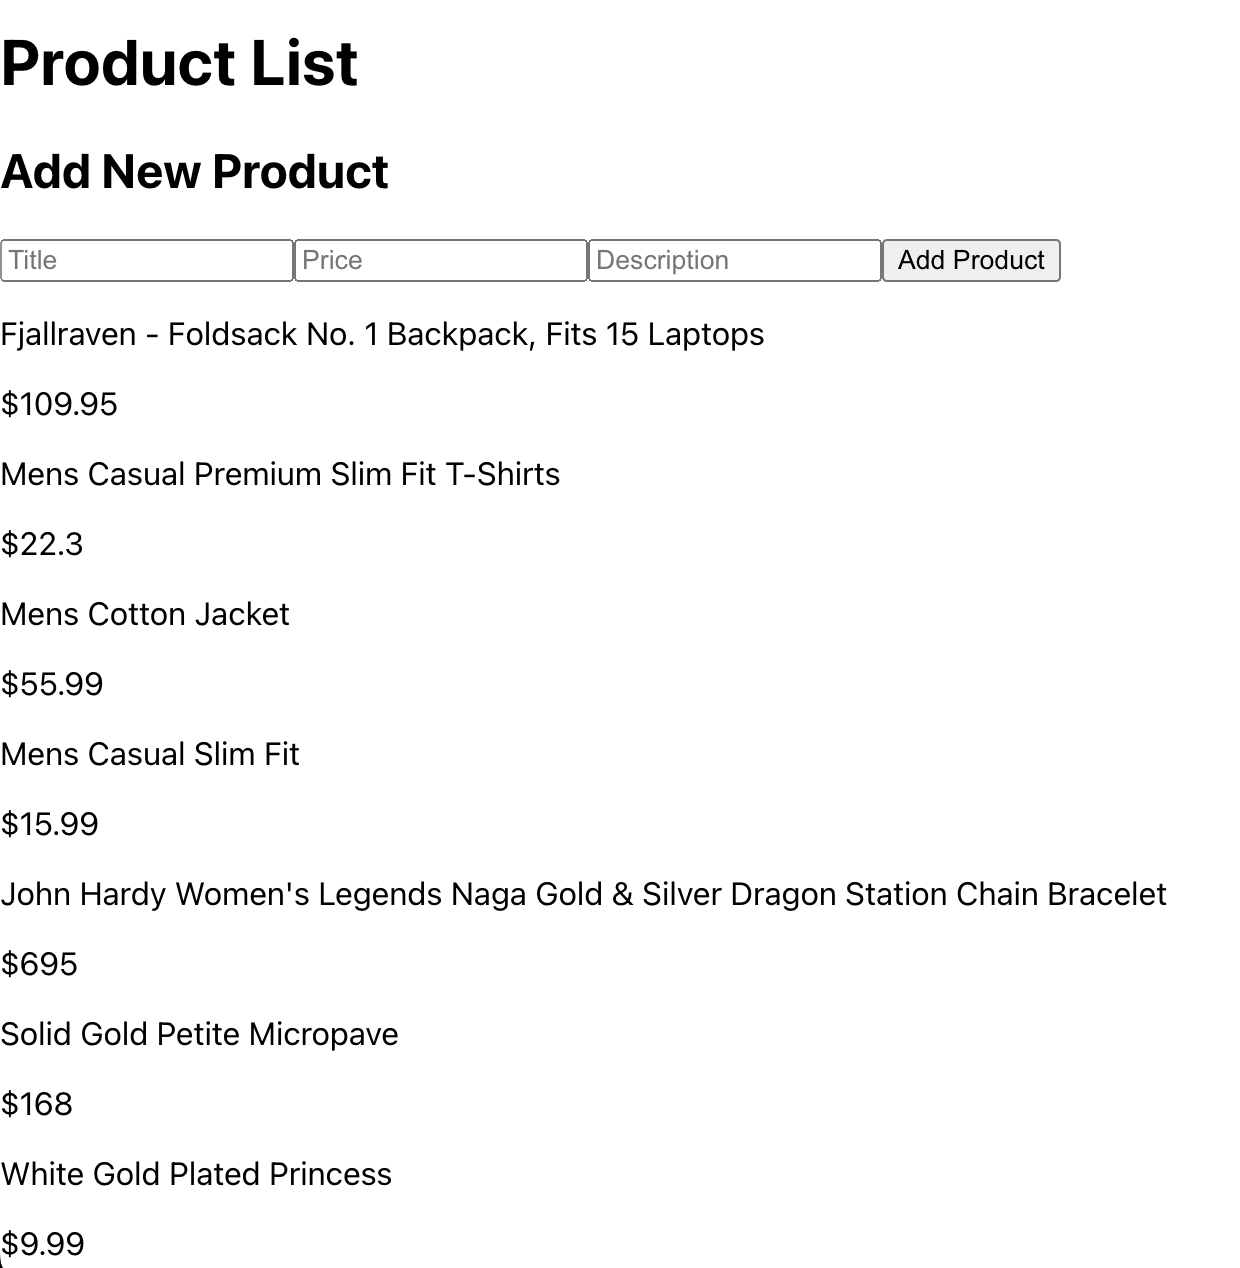 Product List
Add New Product
Title Price Description Add Product
Fjallraven - Foldsack No. 1 Backpack, Fits 15 Laptops
$109.95
Mens Casual Premium Slim Fit T-Shirts
$22.3
Mens Cotton Jacket
$55.99
Mens Casual Slim Fit
$15.99
John Hardy Women's Legends Naga Gold & Silver Dragon Station Chain Bracelet
$695
Solid Gold Petite Micropave
$168
White Gold Plated Princess
$9.99